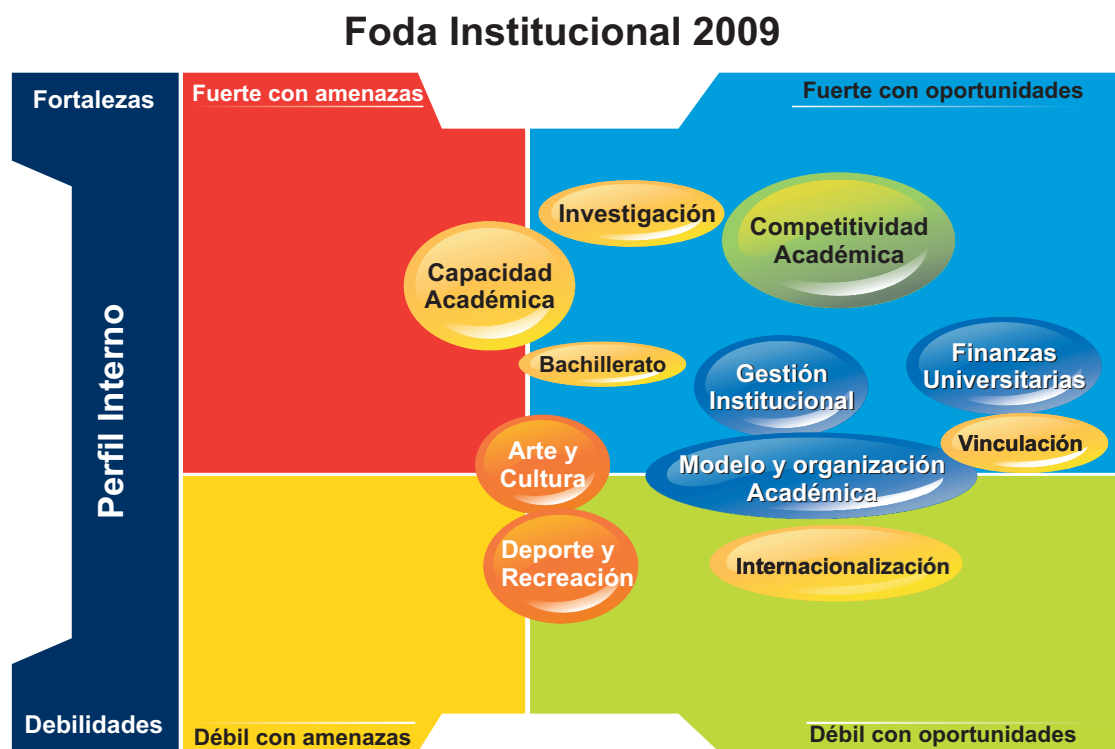 Foda Institucional 2009
Fortalezas
Fuerte con amenazas
Fuerte con oportunidades
Investigación
Competitividad
Académica
Capacidad
Académica
Bachillerato
Gestión
Institucional
Finanzas
Universitarias
Perfil Interno
Arte y
Cultura
Modelo y organización
Académica
Vinculación
Deporte y
Recreación
Internacionalización
Debilidades
Débil con amenazas
Débil con oportunidades